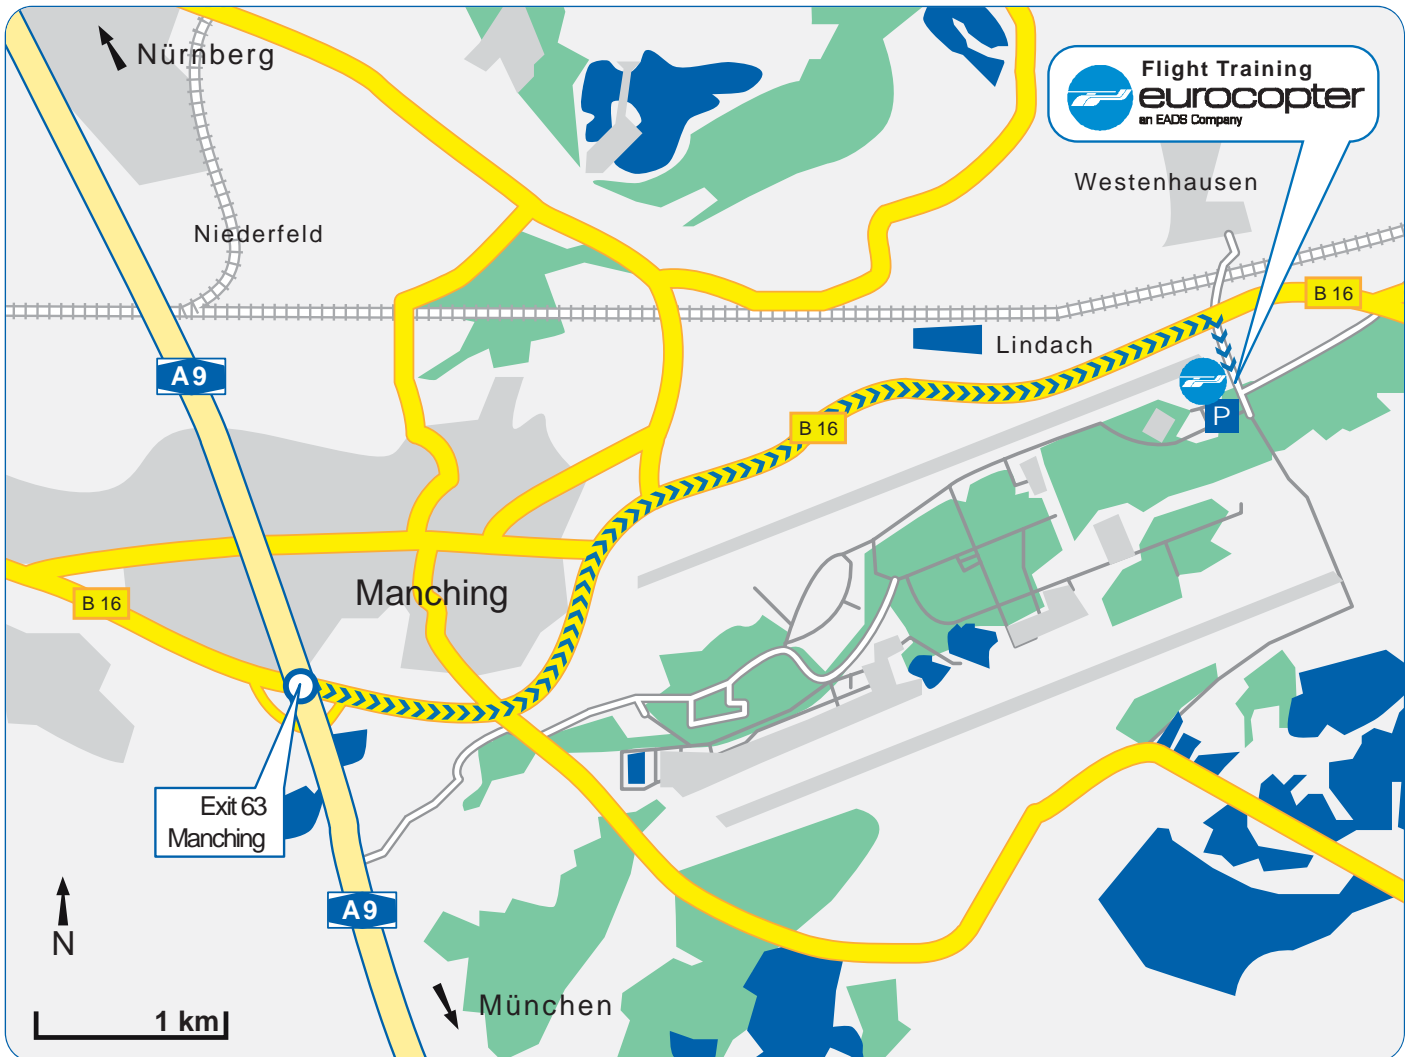 Nürnberg
Flight Training
eurocopter
an EADS Company
Westenhausen
Niederfeld
B 16
Lindach
A9
P
B 16
Manching
B 16
Exit 63
Manching
A9
N
München
1 km